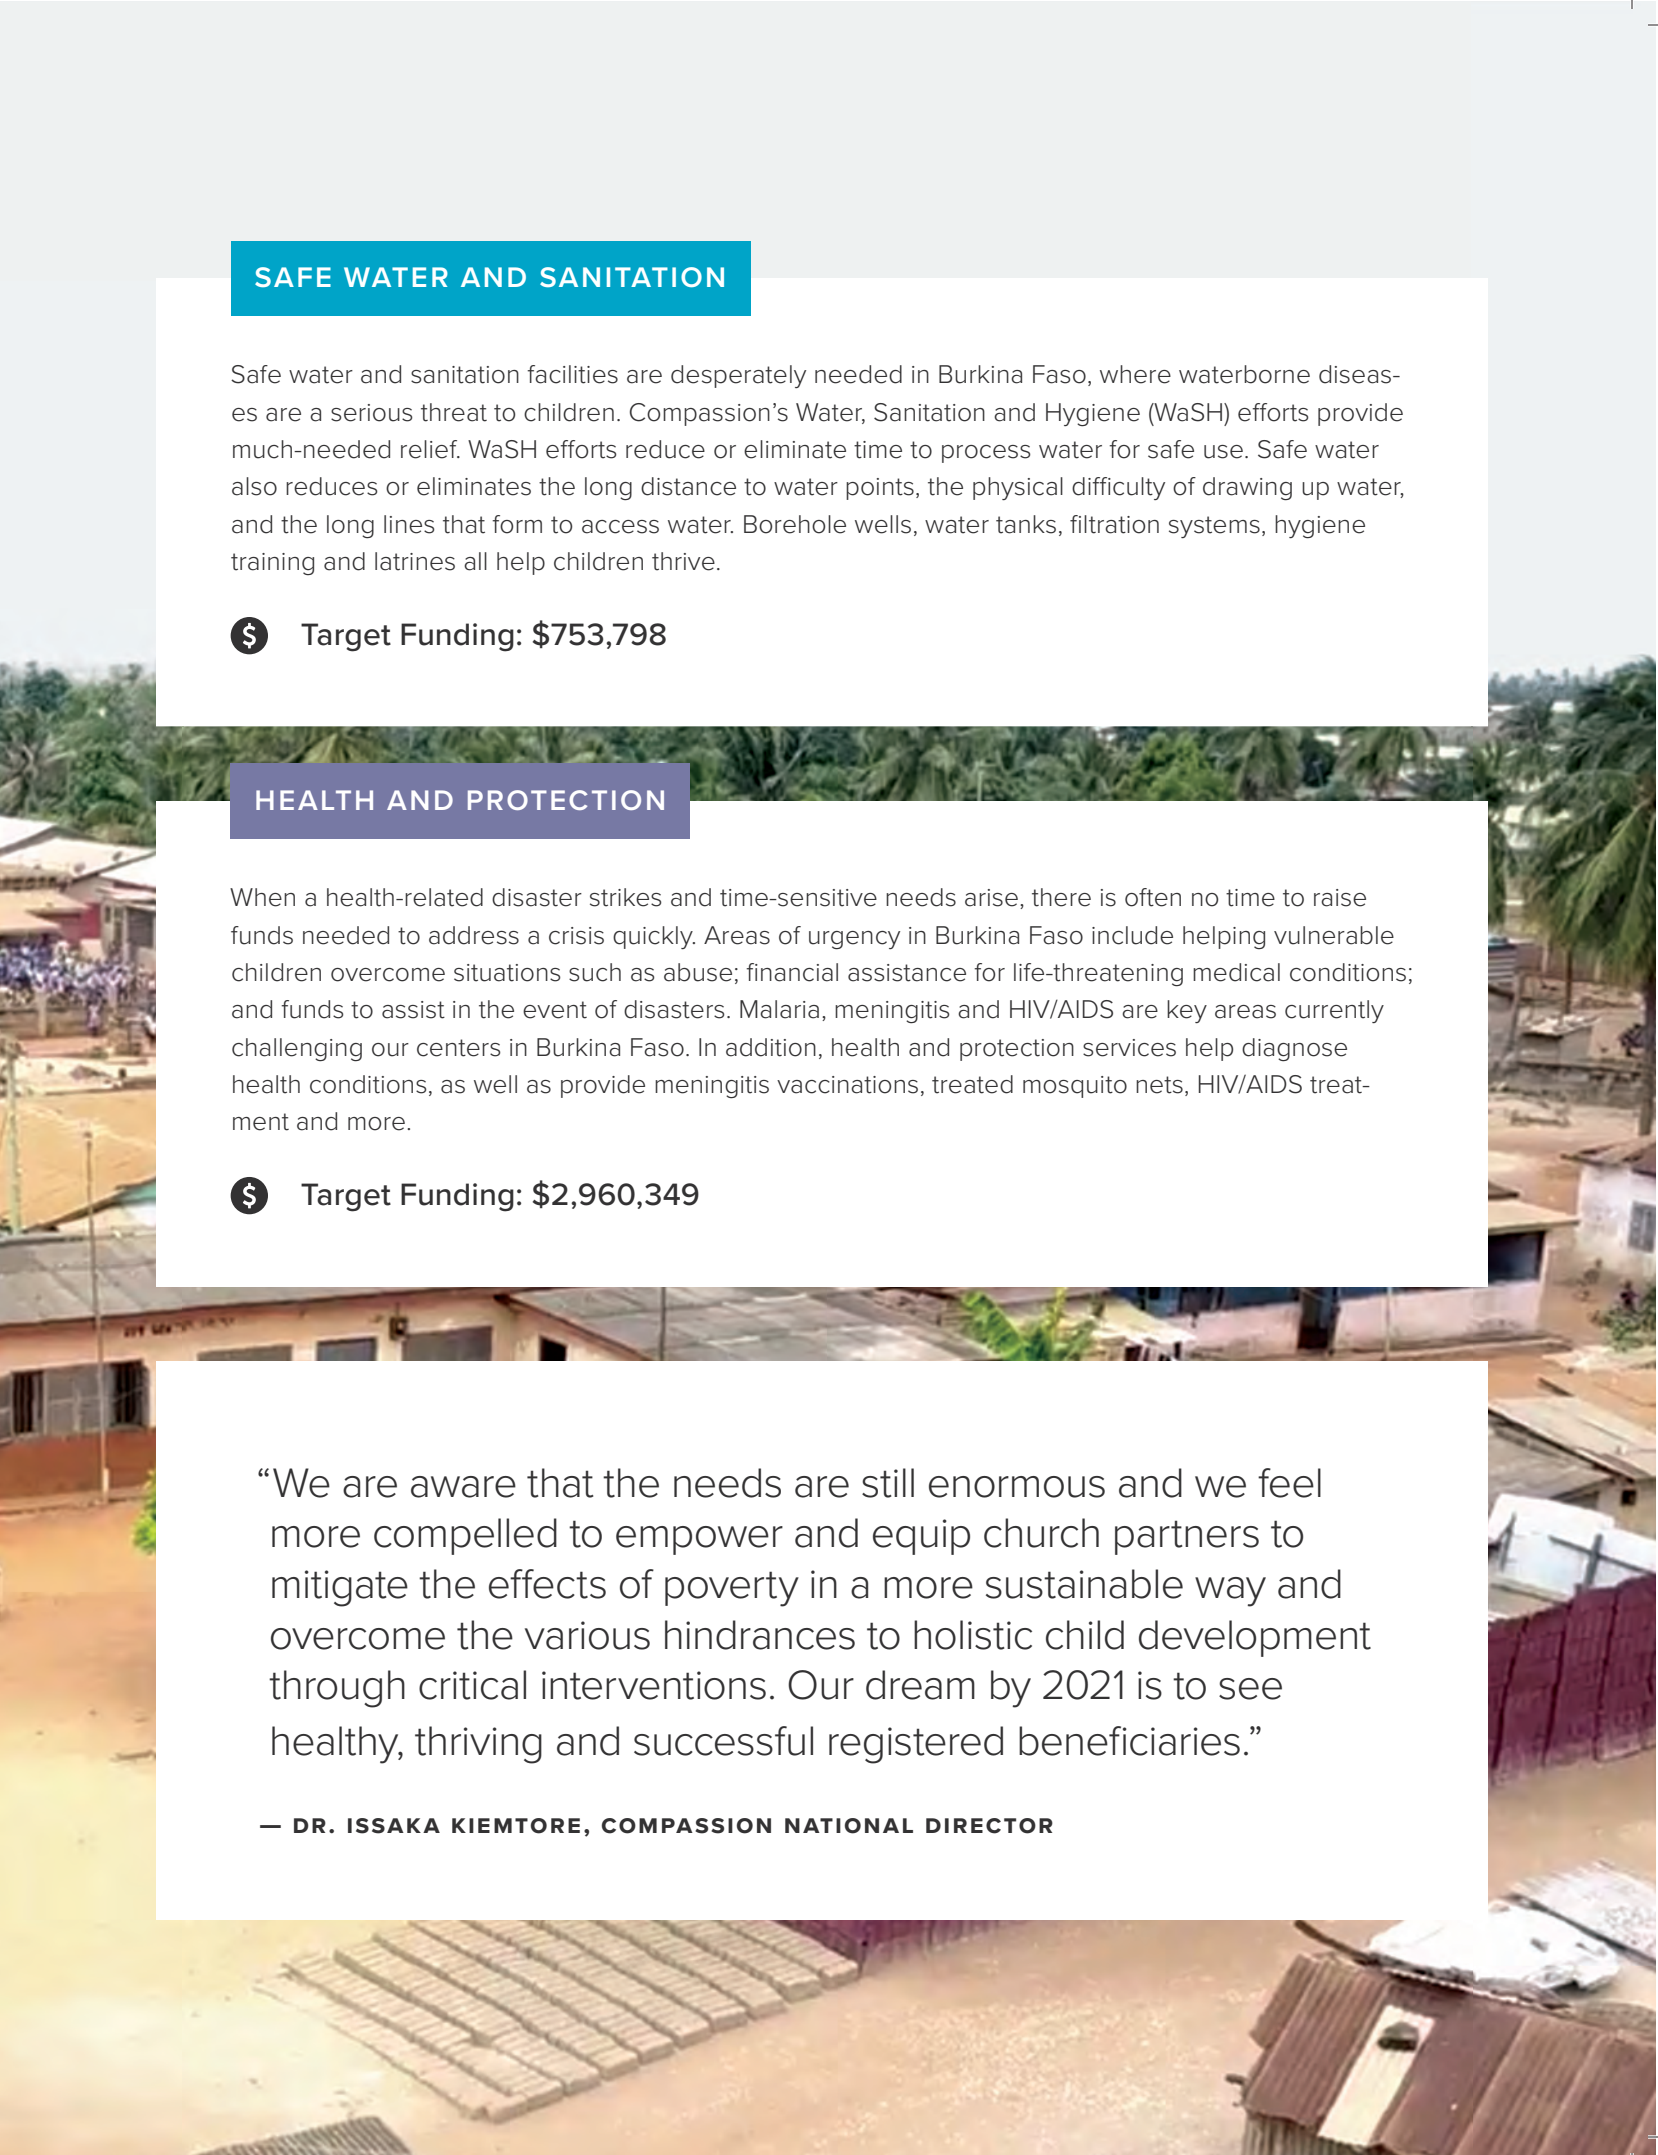 SAFE WATER AND SANITATION
Safe water and sanitation facilities are desperately needed in Burkina Faso, where waterborne diseas-
es are a serious threat to children. Compassion’s Water, Sanitation and Hygiene (WaSH) efforts provide
much-needed relief. WaSH efforts reduce or eliminate time to process water for safe use. Safe water
also reduces or eliminates the long distance to water points, the physical difficulty of drawing up water,
and the long lines that form to access water. Borehole wells, water tanks, filtration systems, hygiene
training and latrines all help children thrive.
$ Target Funding: $753,798
HEALTH AND PROTECTION
When a health-related disaster strikes and time-sensitive needs arise, there is often no time to raise
funds needed to address a crisis quickly. Areas of urgency in Burkina Faso include helping vulnerable
children overcome situations such as abuse; financial assistance for life-threatening medical conditions;
and funds to assist in the event of disasters. Malaria, meningitis and HIV/AIDS are key areas currently
challenging our centers in Burkina Faso. In addition, health and protection services help diagnose
health conditions, as well as provide meningitis vaccinations, treated mosquito nets, HIV/AIDS treat-
ment and more.
$ Target Funding: $2,960,349
“We are aware that the needs are still enormous and we feel
more compelled to empower and equip church partners to
mitigate the effects of poverty in a more sustainable way and
overcome the various hindrances to holistic child development
through critical interventions. Our dream by 2021 is to see
healthy, thriving and successful registered beneficiaries.”
— DR. ISSAKA KIEMTORE, COMPASSION NATIONAL DIRECTOR